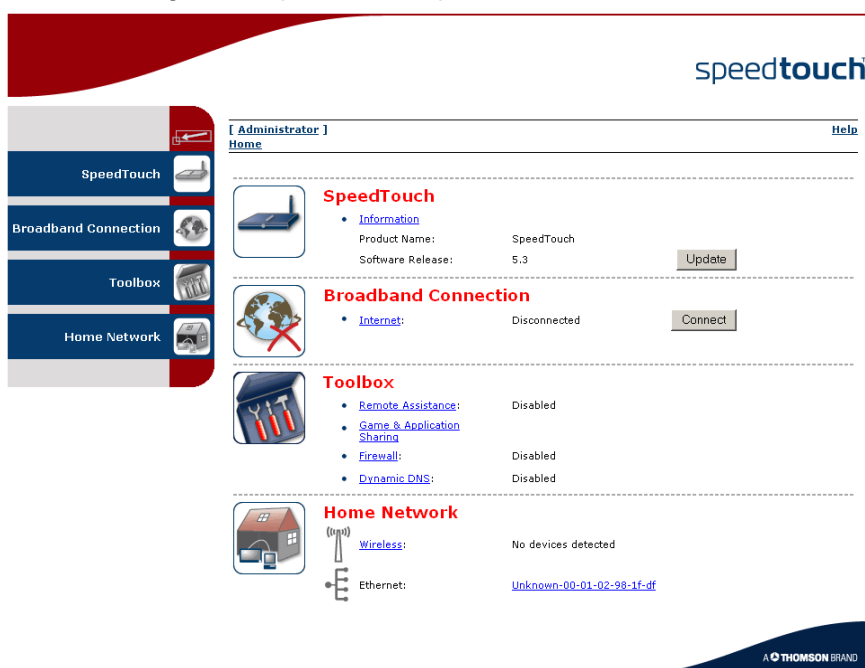 speedtouch
[ Administrator ]
Help
Home
SpeedTouch
Broadband Connection
Toolbox
Home Network
SpeedTouch
Information
Product Name: SpeedTouch
Software Release: 5.3 Update
Broadband Connection
Internet: Disconnected Connect
Toolbox
Remote Assistance: Disabled
Game & Application
Sharing
Firewall: Disabled
Dynamic DNS: Disabled
Home Network
Wireless: No devices detected
Ethernet: Unknown-00-01-02-98-1f-df
A THOMSON BRAND